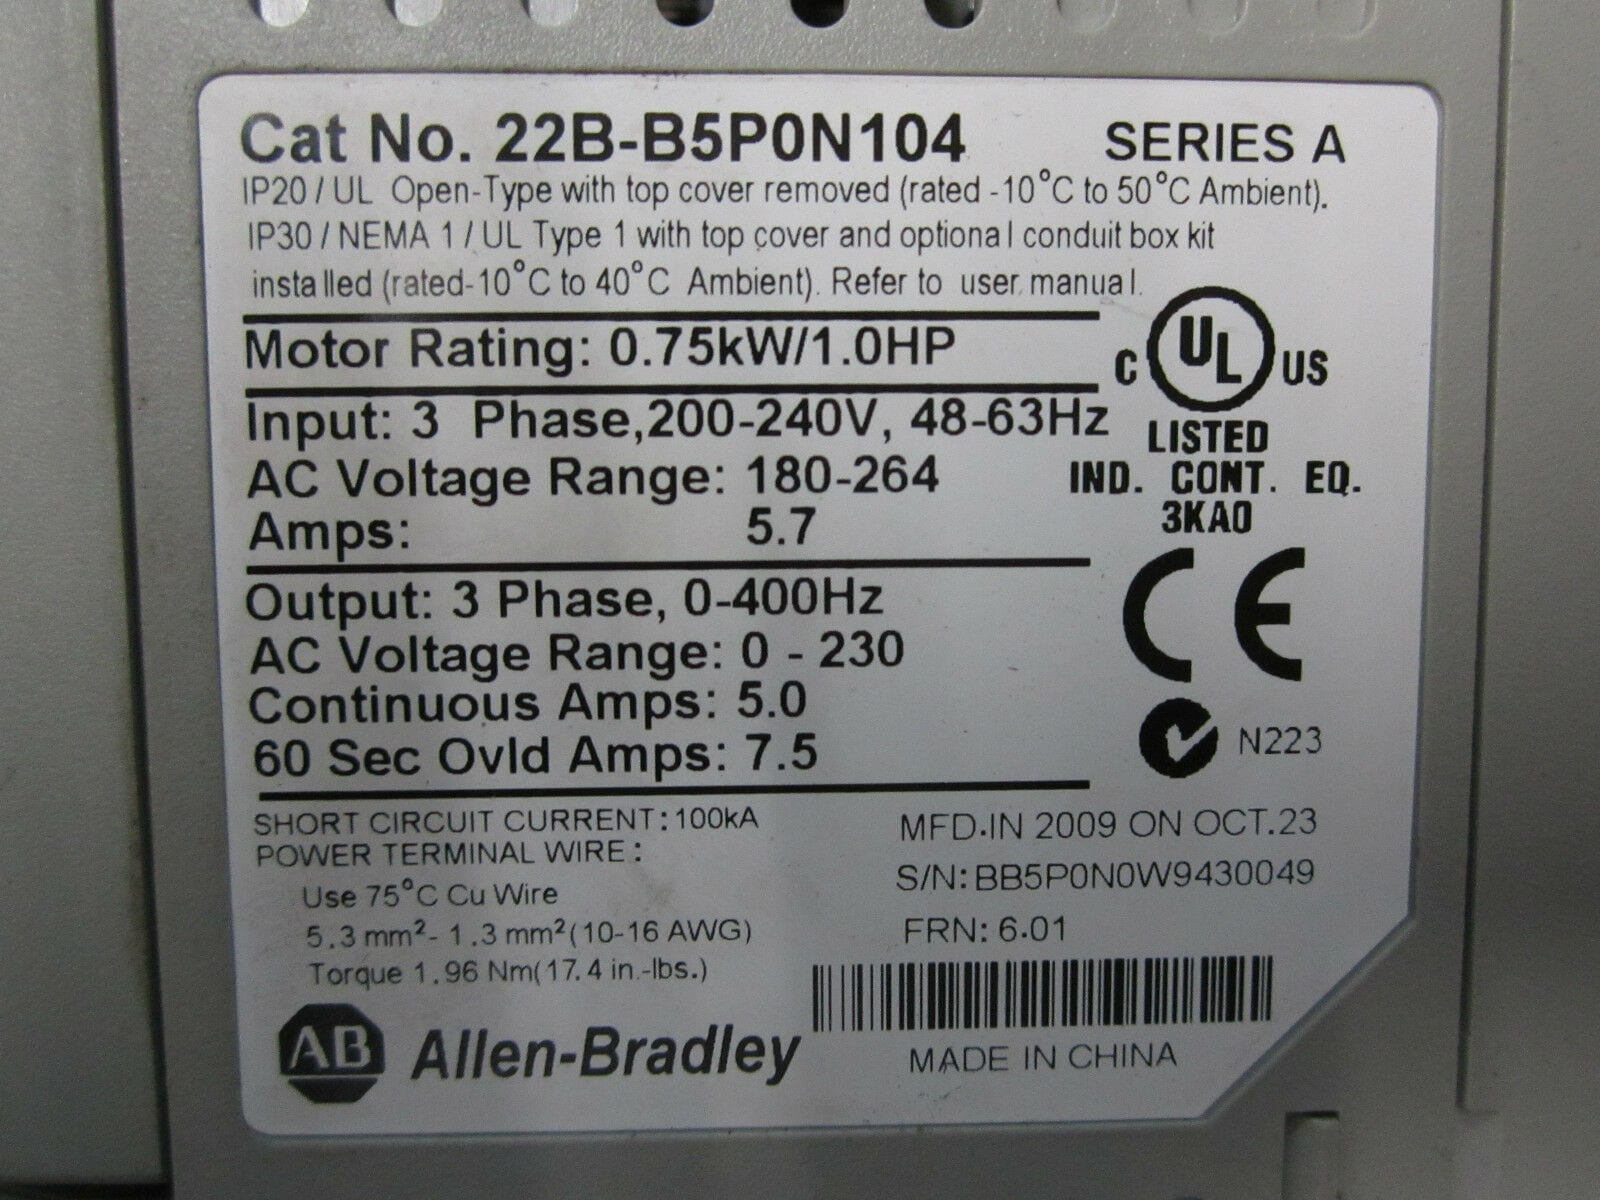 Cat No. 22B-B5P0N104 SERIES A
IP20 / UL Open-Type with top cover removed (rated -10°C to 50°C Ambient).
IP30 / NEMA 1 / UL Type 1 with top cover and optional conduit box kit
installed (rated-10°C to 40°C Ambient). Refer to user manual.
Motor Rating: 0.75kW/1.0HP
C UL US
LISTED
IND. CONT. EQ.
3KA0
Input: 3 Phase,200-240V, 48-63Hz
AC Voltage Range: 180-264
Amps: 5.7
Output: 3 Phase, 0-400Hz
AC Voltage Range: 0 - 230
Continuous Amps: 5.0
60 Sec Ovld Amps: 7.5
CE
N223
SHORT CIRCUIT CURRENT: 100kA
POWER TERMINAL WIRE:
Use 75°C Cu Wire
5.3 mm²- 1.3 mm²(10-16 AWG)
Torque 1.96 Nm(17.4 in.-lbs.)
MFD.IN 2009 ON OCT.23
S/N: BB5P0N0W9430049
FRN: 6.01
MADE IN CHINA
AB Allen-Bradley